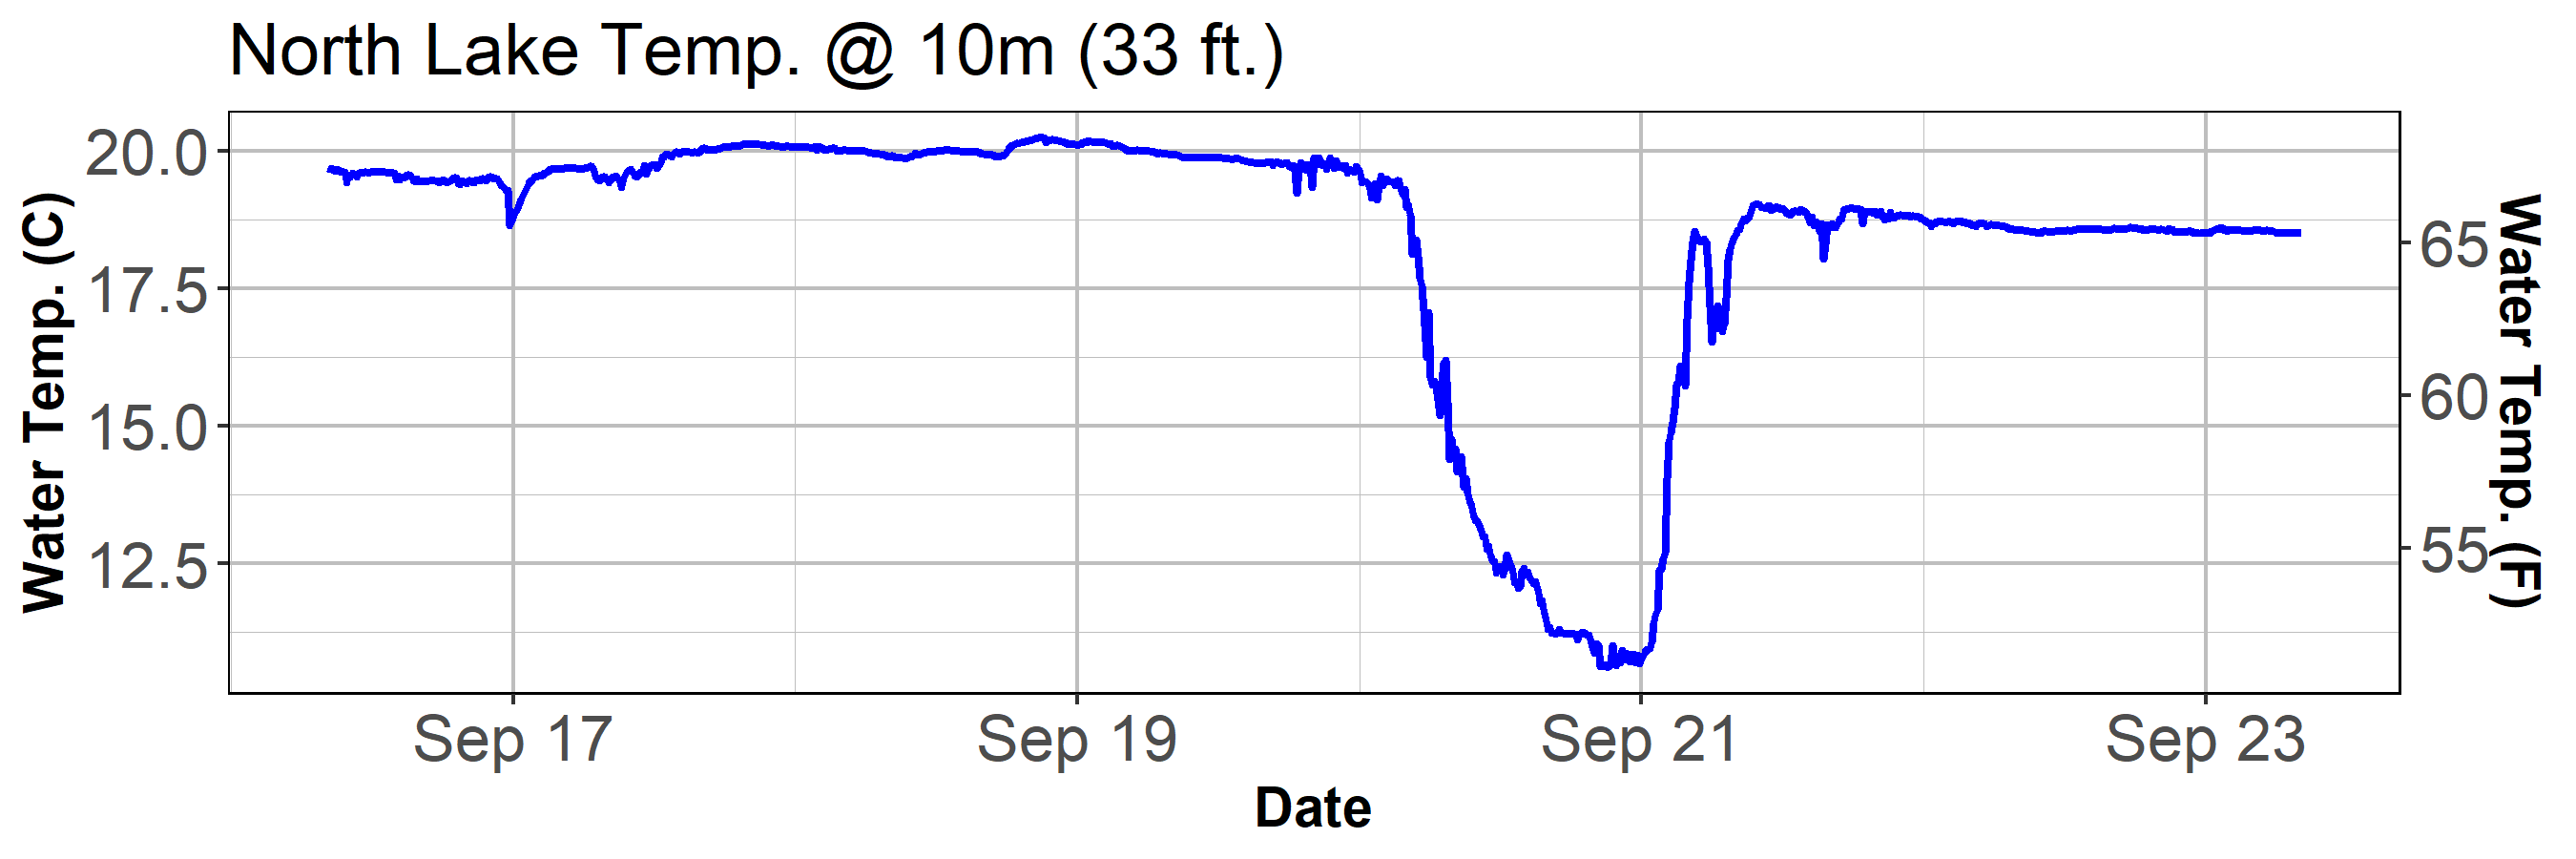 North Lake Temp. @ 10m (33 ft.)
Water Temp. (C)
20.0
17.5
15.0
12.5
65
60
55
Water Temp. (F)
Sep 17
Sep 19
Sep 21
Sep 23
Date